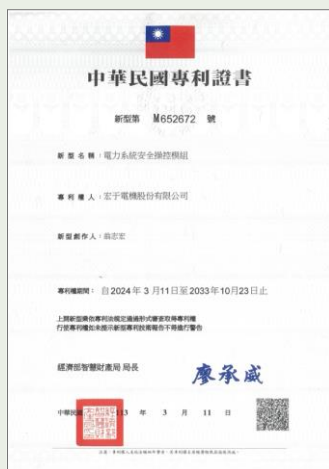 中華民國專利證書
新型第 M652672 號
新型名稱：電力系統安全操控模組
專利權人：宏于電機股份有限公司
新型創作人：翁志宏
專利權期間：自2024年3月11日至2033年10月23日止
上開新型業依專利法規定通過形式審查取得專利權
行使專利權如未提示新型專利技術報告不得進行警告
經濟部智慧財產局 局長
廖承威
中華民 113 年 3 月 11 日